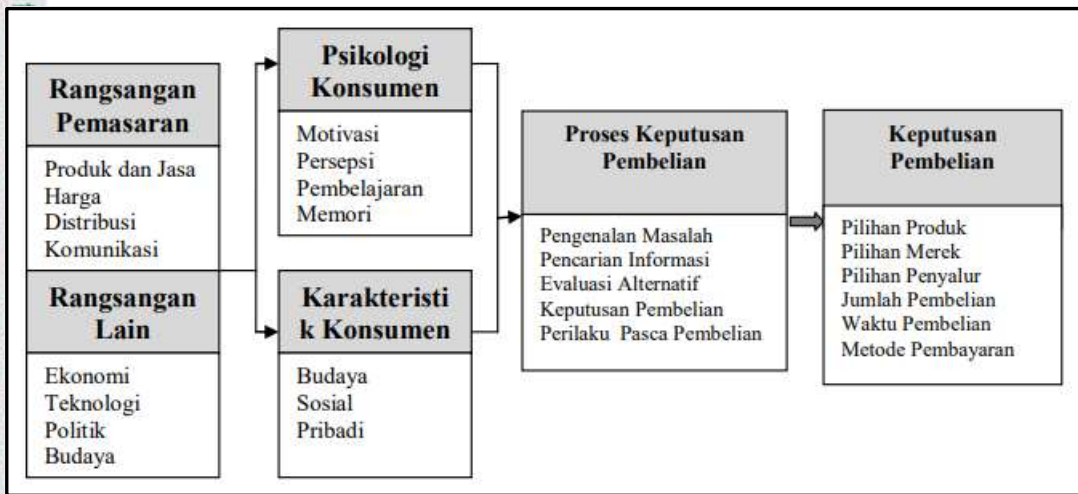 Rangsangan
Pemasaran
Produk dan Jasa
Harga
Distribusi
Komunikasi
Rangsangan
Lain
Ekonomi
Teknologi
Politik
Budaya
Psikologi
Konsumen
Motivasi
Persepsi
Pembelajaran
Memori
Karakteristi
k Konsumen
Budaya
Sosial
Pribadi
Proses Keputusan
Pembelian
Pengenalan Masalah
Pencarian Informasi
Evaluasi Alternatif
Keputusan Pembelian
Perilaku Pasca Pembelian
Keputusan
Pembelian
Pilihan Produk
Pilihan Merek
Pilihan Penyalur
Jumlah Pembelian
Waktu Pembelian
Metode Pembayaran